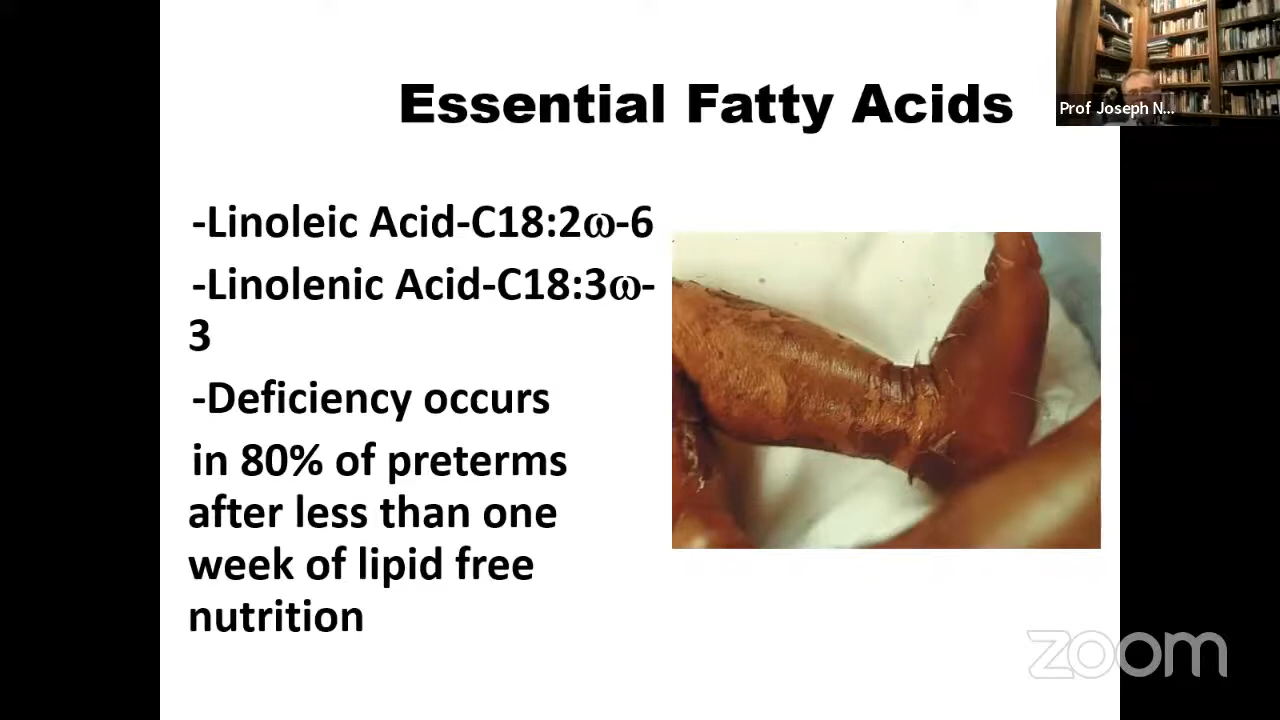 Essential Fatty Acids
Prof Joseph N...
-Linoleic Acid-C18:2ω-6
-Linolenic Acid-C18:3ω-
3
-Deficiency occurs
in 80% of preterms
after less than one
week of lipid free
nutrition
zoom